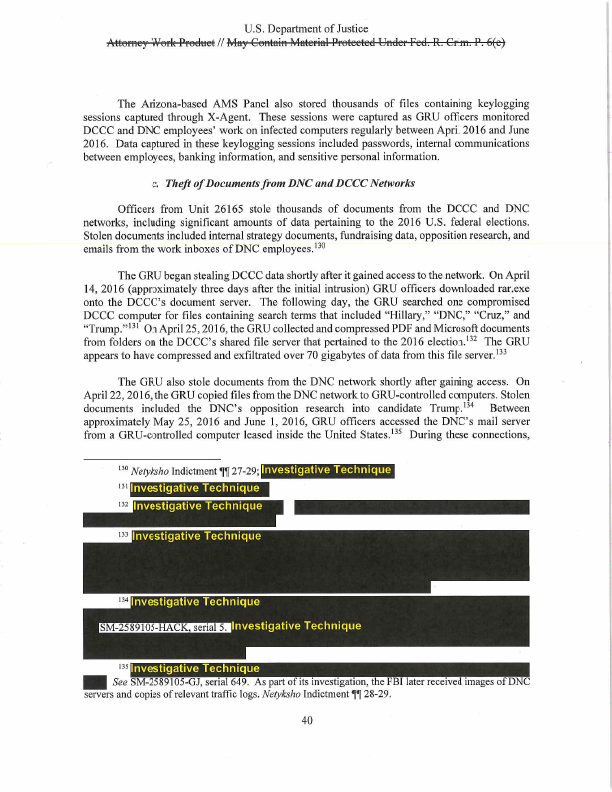 U.S. Department of Justice
Attorney Work Product // May Contain Material Protected Under Fed. R. Crim. P. 6(e)
The Arizona-based AMS Panel also stored thousands of files containing keylogging
sessions captured through X-Agent. These sessions were captured as GRU officers monitored
DCCC and DNC employees' work on infected computers regularly between April 2016 and June
2016. Data captured in these keylogging sessions included passwords, internal communications
between employees, banking information, and sensitive personal information.
c. Theft of Documents from DNC and DCCC Networks
Officers from Unit 26165 stole thousands of documents from the DCCC and DNC
networks, including significant amounts of data pertaining to the 2016 U.S. federal elections.
Stolen documents included internal strategy documents, fundraising data, opposition research, and
emails from the work inboxes of DNC employees.130
The GRU began stealing DCCC data shortly after it gained access to the network. On April
14, 2016 (approximately three days after the initial intrusion) GRU officers downloaded rar.exe
onto the DCCC's document server. The following day, the GRU searched one compromised
DCCC computer for files containing search terms that included "Hillary," "DNC," "Cruz," and
"Trump."131 On April 25, 2016, the GRU collected and compressed PDF and Microsoft documents
from folders on the DCCC's shared file server that pertained to the 2016 election.132 The GRU
appears to have compressed and exfiltrated over 70 gigabytes of data from this file server.133
The GRU also stole documents from the DNC network shortly after gaining access. On
April 22, 2016, the GRU copied files from the DNC network to GRU-controlled computers. Stolen
documents included the DNC's opposition research into candidate Trump.134 Between
approximately May 25, 2016 and June 1, 2016, GRU officers accessed the DNC's mail server
from a GRU-controlled computer leased inside the United States.135 During these connections,
130 Netyksho Indictment ¶¶ 27-29; Investigative Technique
131 Investigative Technique
132 Investigative Technique
133 Investigative Technique
134 Investigative Technique
SM-2589105-HACK, serial 5. Investigative Technique
135 Investigative Technique
See SM-2589105-GJ, serial 649. As part of its investigation, the FBI later received images of DNC
servers and copies of relevant traffic logs. Netyksho Indictment ¶¶ 28-29.
40